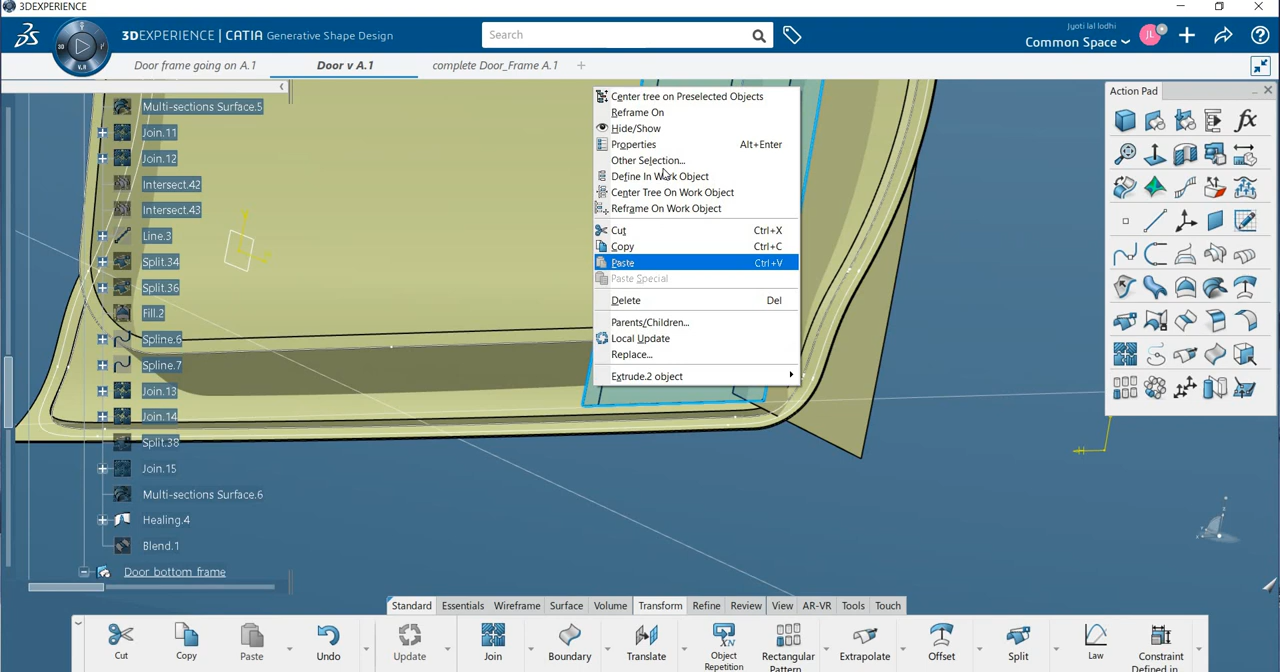 3DEXPERIENCE
3DEXPERIENCE | CATIA Generative Shape Design
Search
Jyoti lal lodhi
Common Space
JL
3D
V.R
Door frame going on A.1
Door v A.1
complete Door_Frame A.1
Action Pad
fx
Multi-sections Surface.5
Join.11
Join.12
Intersect.42
Intersect.43
Line.3
Split.34
Split.36
Fill.2
Spline.6
Spline.7
Join.13
Join.14
Split.38
Join.15
Multi-sections Surface.6
Healing.4
Blend.1
Door bottom frame
Center tree on Preselected Objects
Reframe On
Hide/Show
Properties Alt+Enter
Other Selection...
Define In Work Object
Center Tree On Work Object
Reframe On Work Object
Cut Ctrl+X
Copy Ctrl+C
Paste Ctrl+V
Paste Special
Delete Del
Parents/Children...
Local Update
Replace...
Extrude.2 object
Standard Essentials Wireframe Surface Volume Transform Refine Review View AR-VR Tools Touch
Cut
Copy
Paste
Undo
Update
Join
Boundary
Translate
Object Repetition
Rectangular Pattern
Extrapolate
Offset
Split
Law
Constraint Defined in